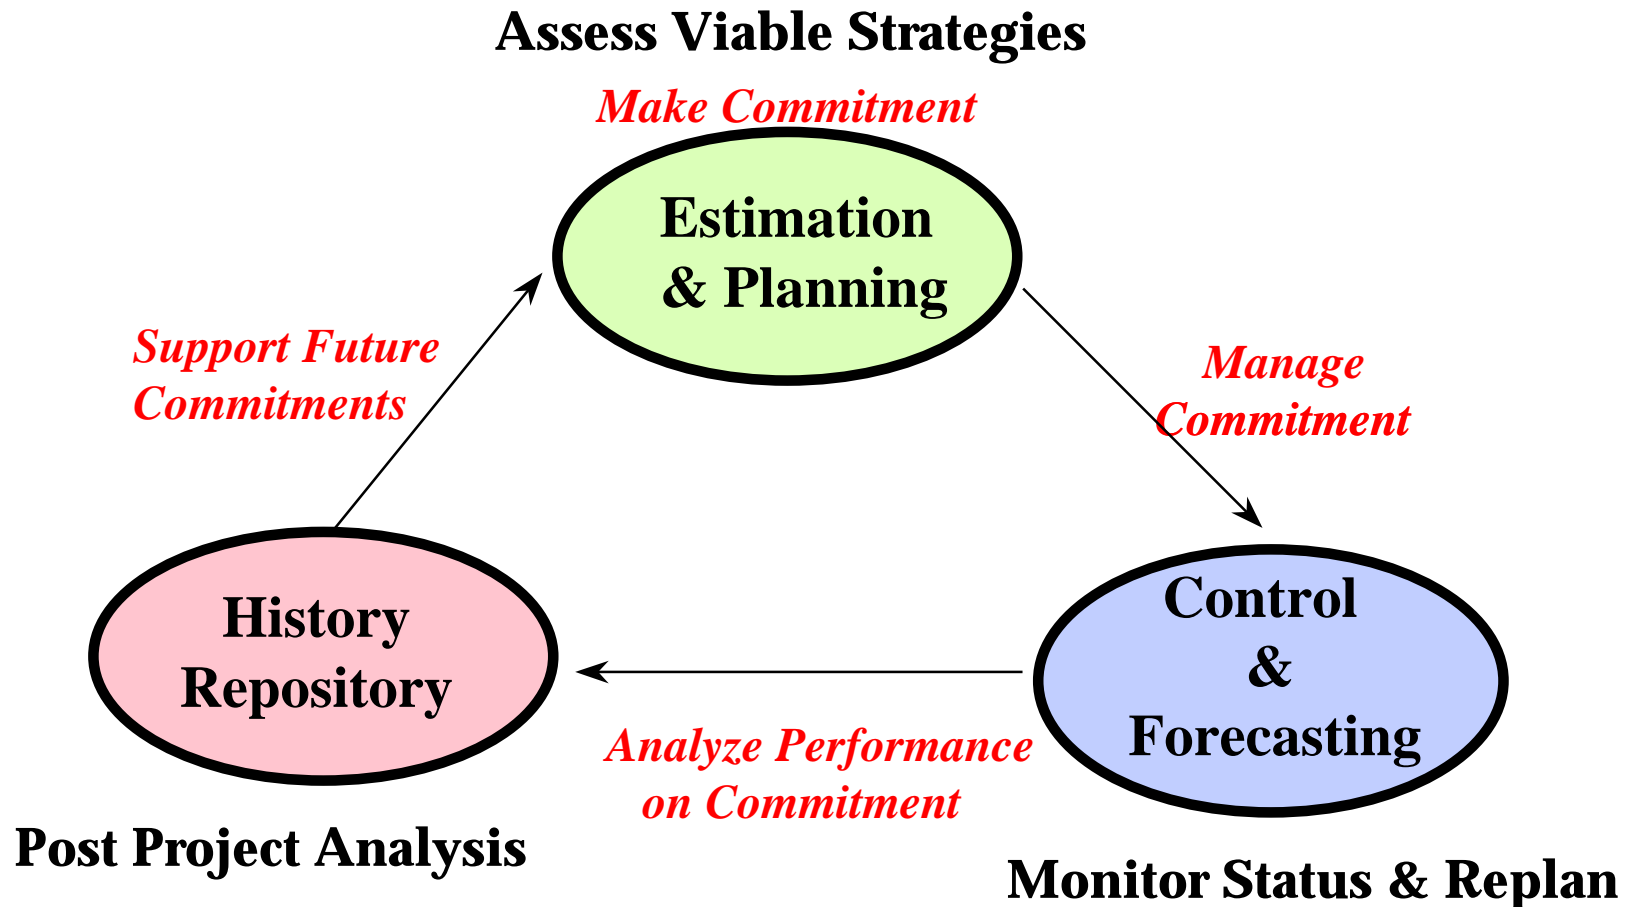 Assess Viable Strategies
Make Commitment
Estimation
& Planning
Support Future
Commitments
Manage
Commitment
History
Repository
Control
&
Forecasting
Analyze Performance
on Commitment
Post Project Analysis
Monitor Status & Replan